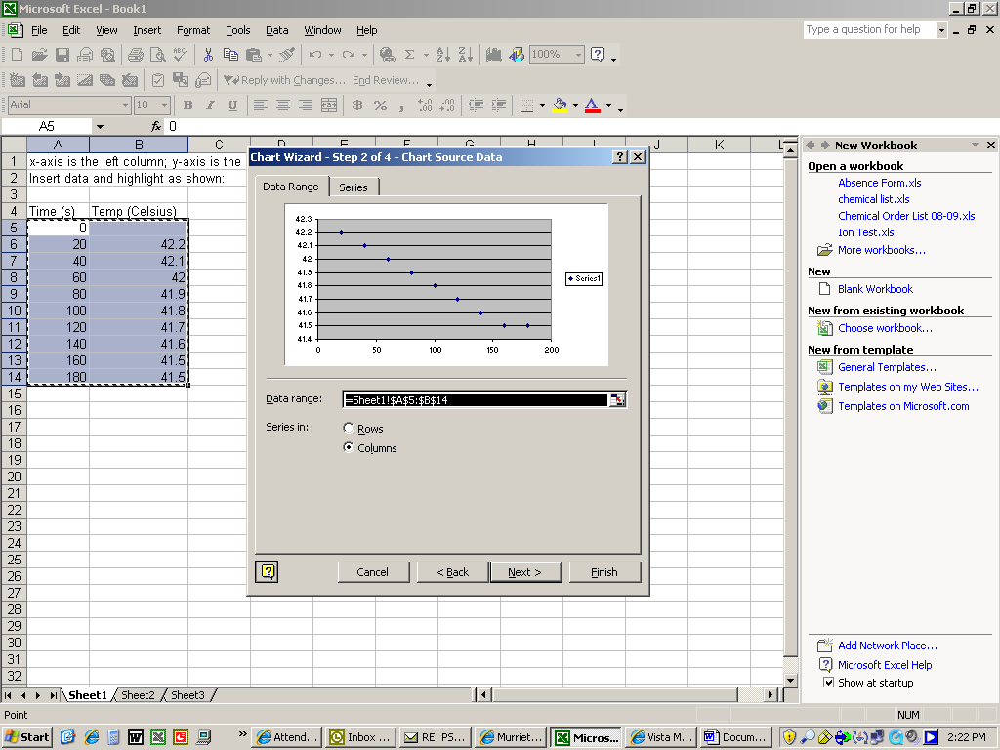 Microsoft Excel - Book1
File Edit View Insert Format Tools Data Window Help
Type a question for help
100%
Reply with Changes... End Review...
Arial 10 B I U $ % ,
A5 fx 0
A B C D E F G H I J K L
1 x-axis is the left column; y-axis is the
2 Insert data and highlight as shown:
3
4 Time (s) Temp (Celsius)
5 0
6 20 42.2
7 40 42.1
8 60 42
9 80 41.9
10 100 41.8
11 120 41.7
12 140 41.6
13 160 41.5
14 180 41.5
15
16
17
18
19
20
21
22
23
24
25
26
27
28
29
30
31
32
Chart Wizard - Step 2 of 4 - Chart Source Data
Data Range Series
42.3
42.2
42.1
42
41.9
41.8
41.7
41.6
41.5
41.4
0 50 100 150 200
Series1
Data range: =Sheet1!$A$5:$B$14
Series in: Rows
Columns
Cancel < Back Next > Finish
New Workbook
Open a workbook
Absence Form.xls
chemical list.xls
Chemical Order List 08-09.xls
Ion Test.xls
More workbooks...
New
Blank Workbook
New from existing workbook
Choose workbook...
New from template
General Templates...
Templates on my Web Sites...
Templates on Microsoft.com
Add Network Place...
Microsoft Excel Help
Show at startup
Sheet1 Sheet2 Sheet3
Point NUM
Start Attend... Inbox ... RE: PS... Murriet... Micros... Vista M... Docum... 2:22 PM